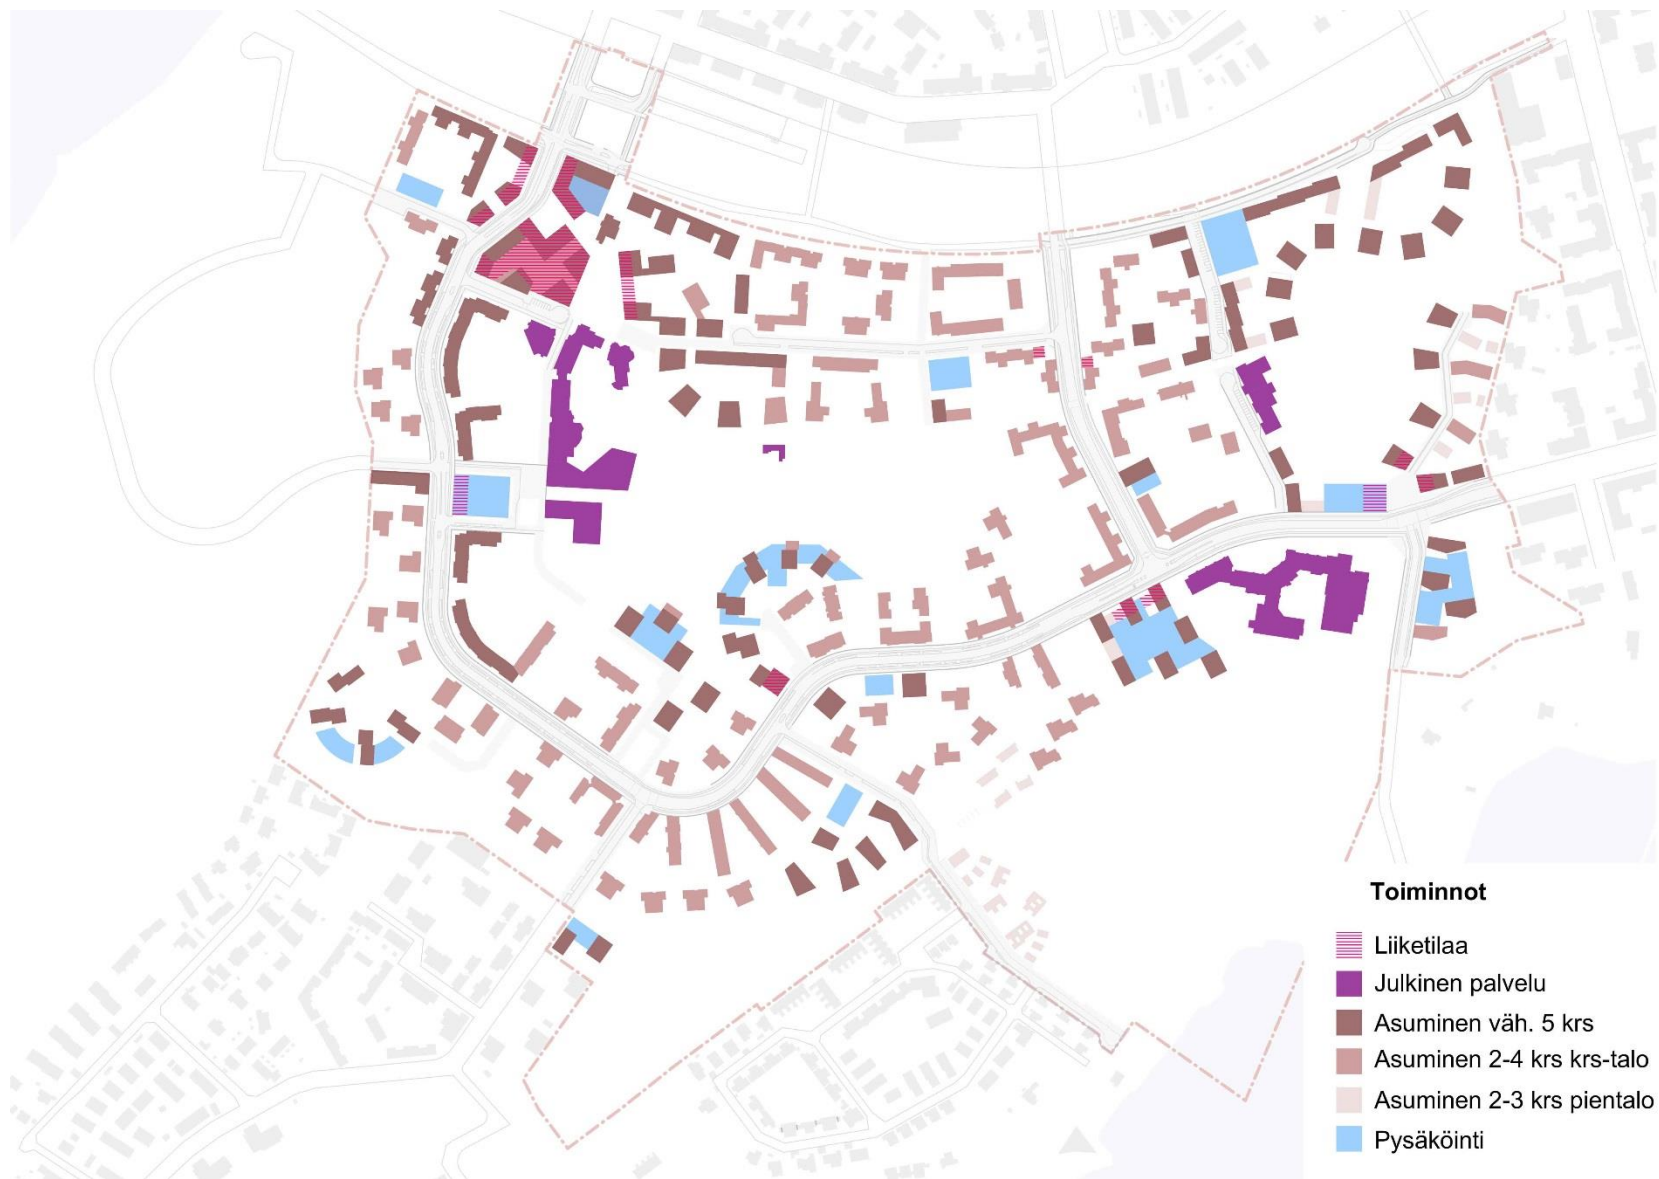 Toiminnot
Liiketilaa
Julkinen palvelu
Asuminen väh. 5 krs
Asuminen 2-4 krs krs-talo
Asuminen 2-3 krs pientalo
Pysäköinti